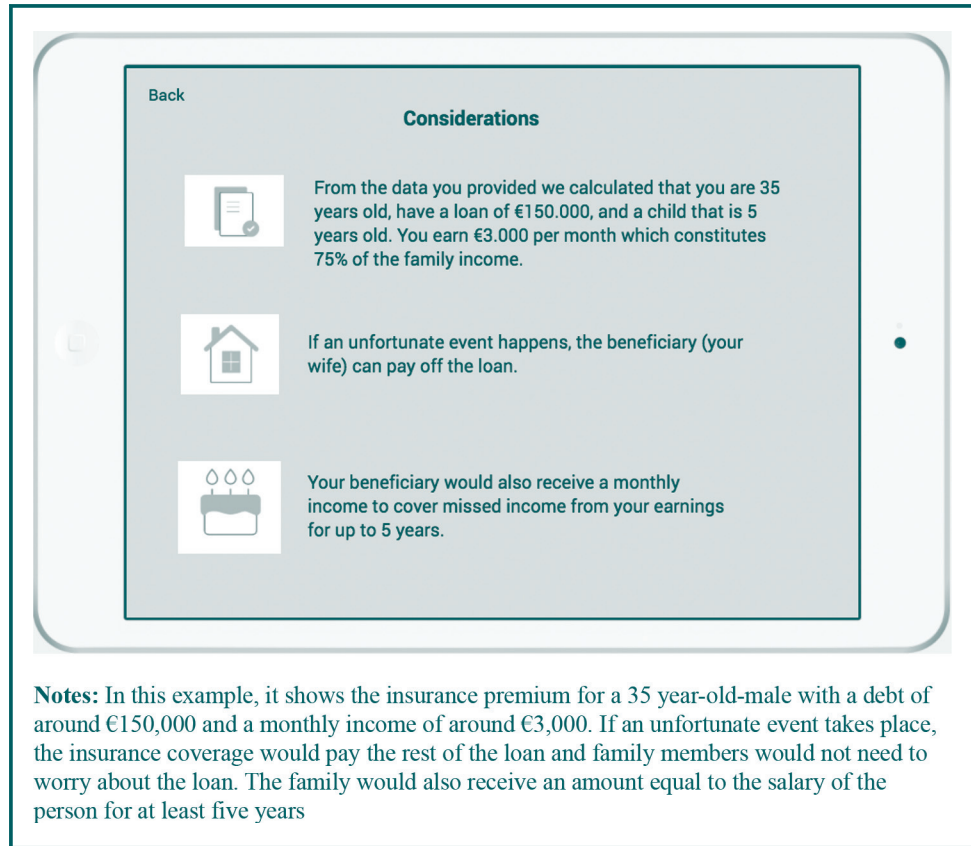 Back
Considerations
From the data you provided we calculated that you are 35
years old, have a loan of €150.000, and a child that is 5
years old. You earn €3.000 per month which constitutes
75% of the family income.
If an unfortunate event happens, the beneficiary (your
wife) can pay off the loan.
Your beneficiary would also receive a monthly
income to cover missed income from your earnings
for up to 5 years.
Notes: In this example, it shows the insurance premium for a 35 year-old-male with a debt of
around €150,000 and a monthly income of around €3,000. If an unfortunate event takes place,
the insurance coverage would pay the rest of the loan and family members would not need to
worry about the loan. The family would also receive an amount equal to the salary of the
person for at least five years